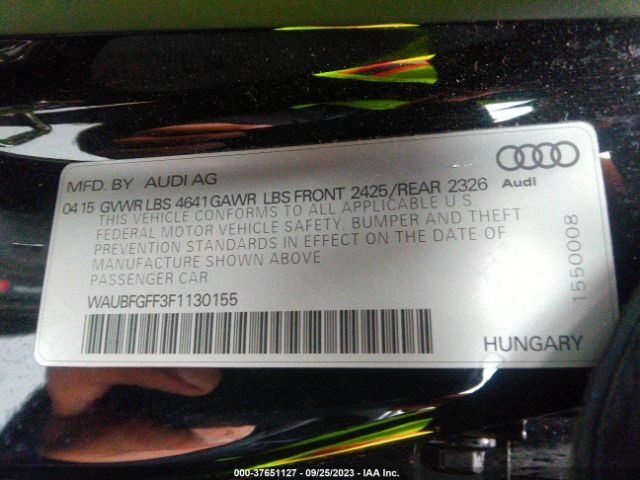 MFD. BY AUDI AG
Audi
04 15 GVWR LBS 4641 GAWR LBS FRONT 2425/REAR 2326
THIS VEHICLE CONFORMS TO ALL APPLICABLE U.S.
FEDERAL MOTOR VEHICLE SAFETY, BUMPER AND THEFT
PREVENTION STANDARDS IN EFFECT ON THE DATE OF
MANUFACTURE SHOWN ABOVE
PASSENGER CAR
1550008
WAUBFGFF3F1130155
HUNGARY
000-37651127 - 09/25/2023 - IAA Inc.